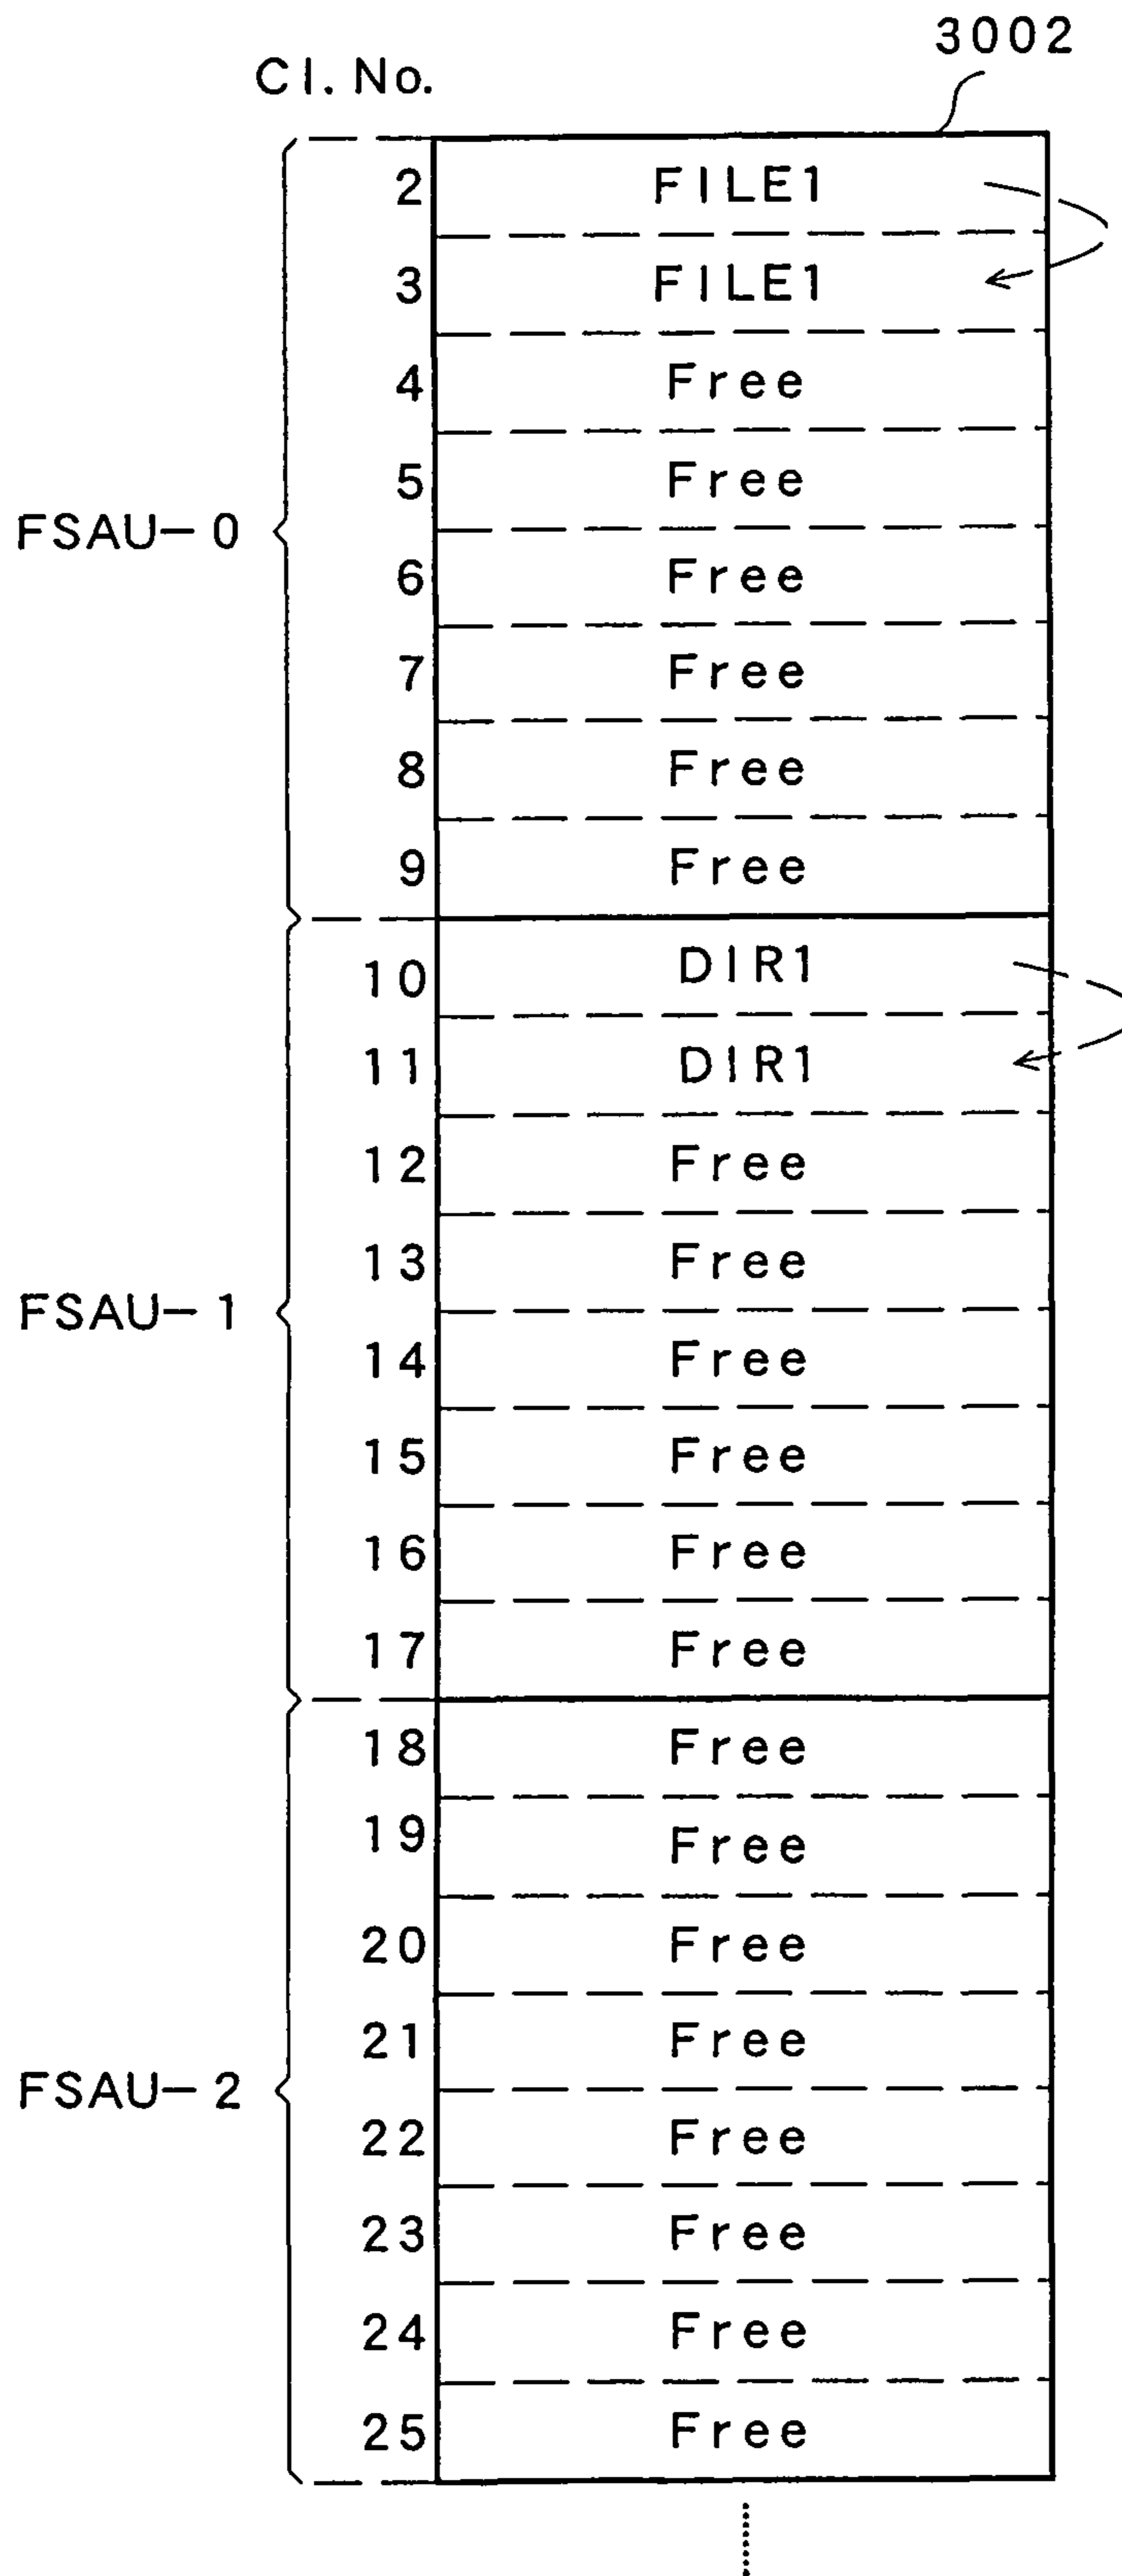 3002
Cl. No.
2 FILE1
3 FILE1
4 Free
5 Free
FSAU-0
6 Free
7 Free
8 Free
9 Free
10 DIR1
11 DIR1
12 Free
13 Free
FSAU-1
14 Free
15 Free
16 Free
17 Free
18 Free
19 Free
20 Free
21 Free
FSAU-2
22 Free
23 Free
24 Free
25 Free